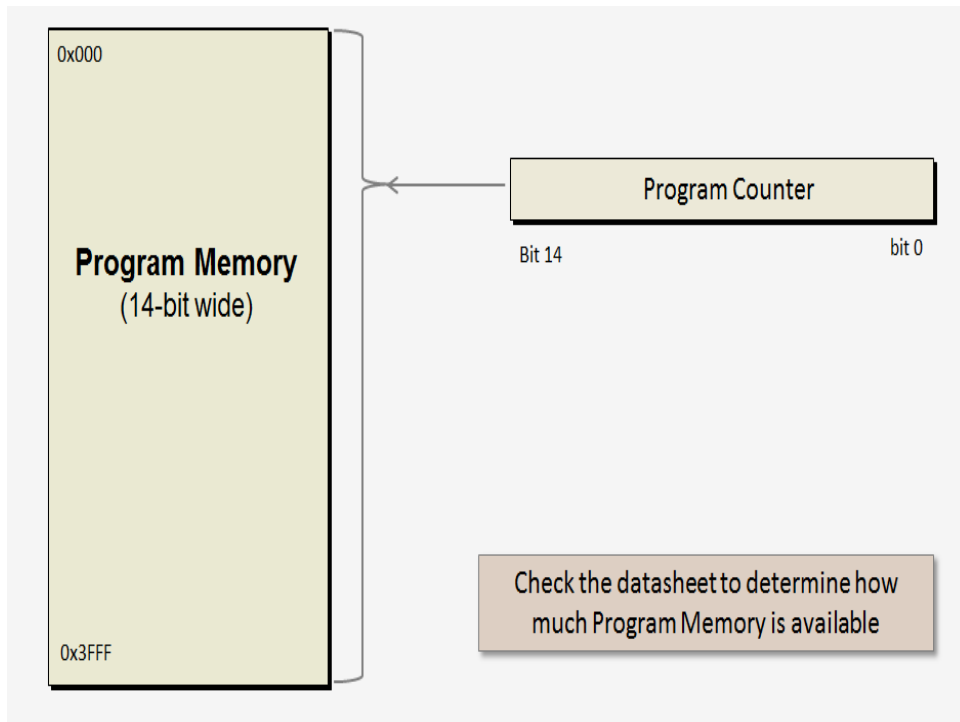 0x000
Program Memory
(14-bit wide)
0x3FFF
Program Counter
Bit 14
bit 0
Check the datasheet to determine how
much Program Memory is available